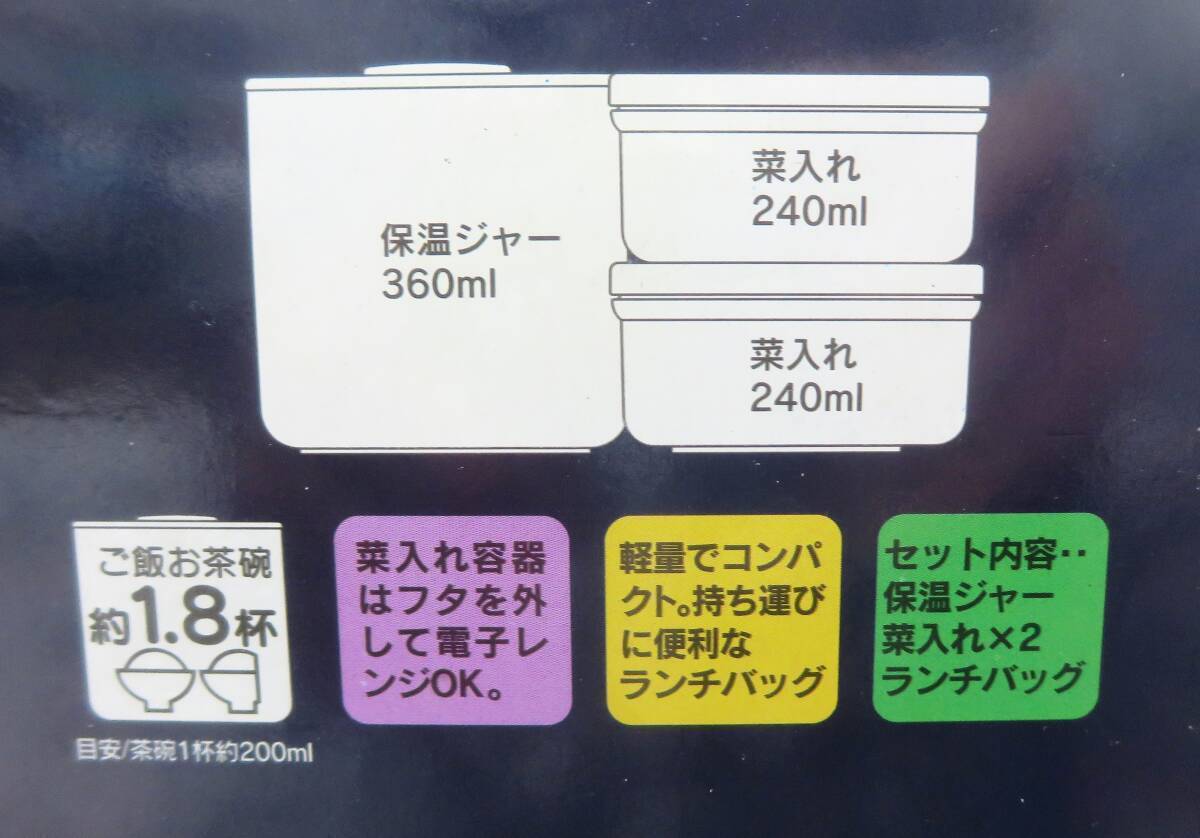 保温ジャー
360ml
菜入れ
240ml
菜入れ
240ml
ご飯お茶碗
約1.8杯
目安/茶碗1杯約200ml
菜入れ容器
はフタを外
して電子レ
ンジOK。
軽量でコンパ
クト。持ち運び
に便利な
ランチバッグ
セット内容‥
保温ジャー
菜入れ×2
ランチバッグ